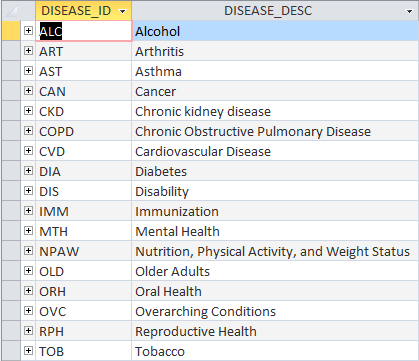 DISEASE_ID DISEASE_DESC
ALC Alcohol
ART Arthritis
AST Asthma
CAN Cancer
CKD Chronic kidney disease
COPD Chronic Obstructive Pulmonary Disease
CVD Cardiovascular Disease
DIA Diabetes
DIS Disability
IMM Immunization
MTH Mental Health
NPAW Nutrition, Physical Activity, and Weight Status
OLD Older Adults
ORH Oral Health
OVC Overarching Conditions
RPH Reproductive Health
TOB Tobacco